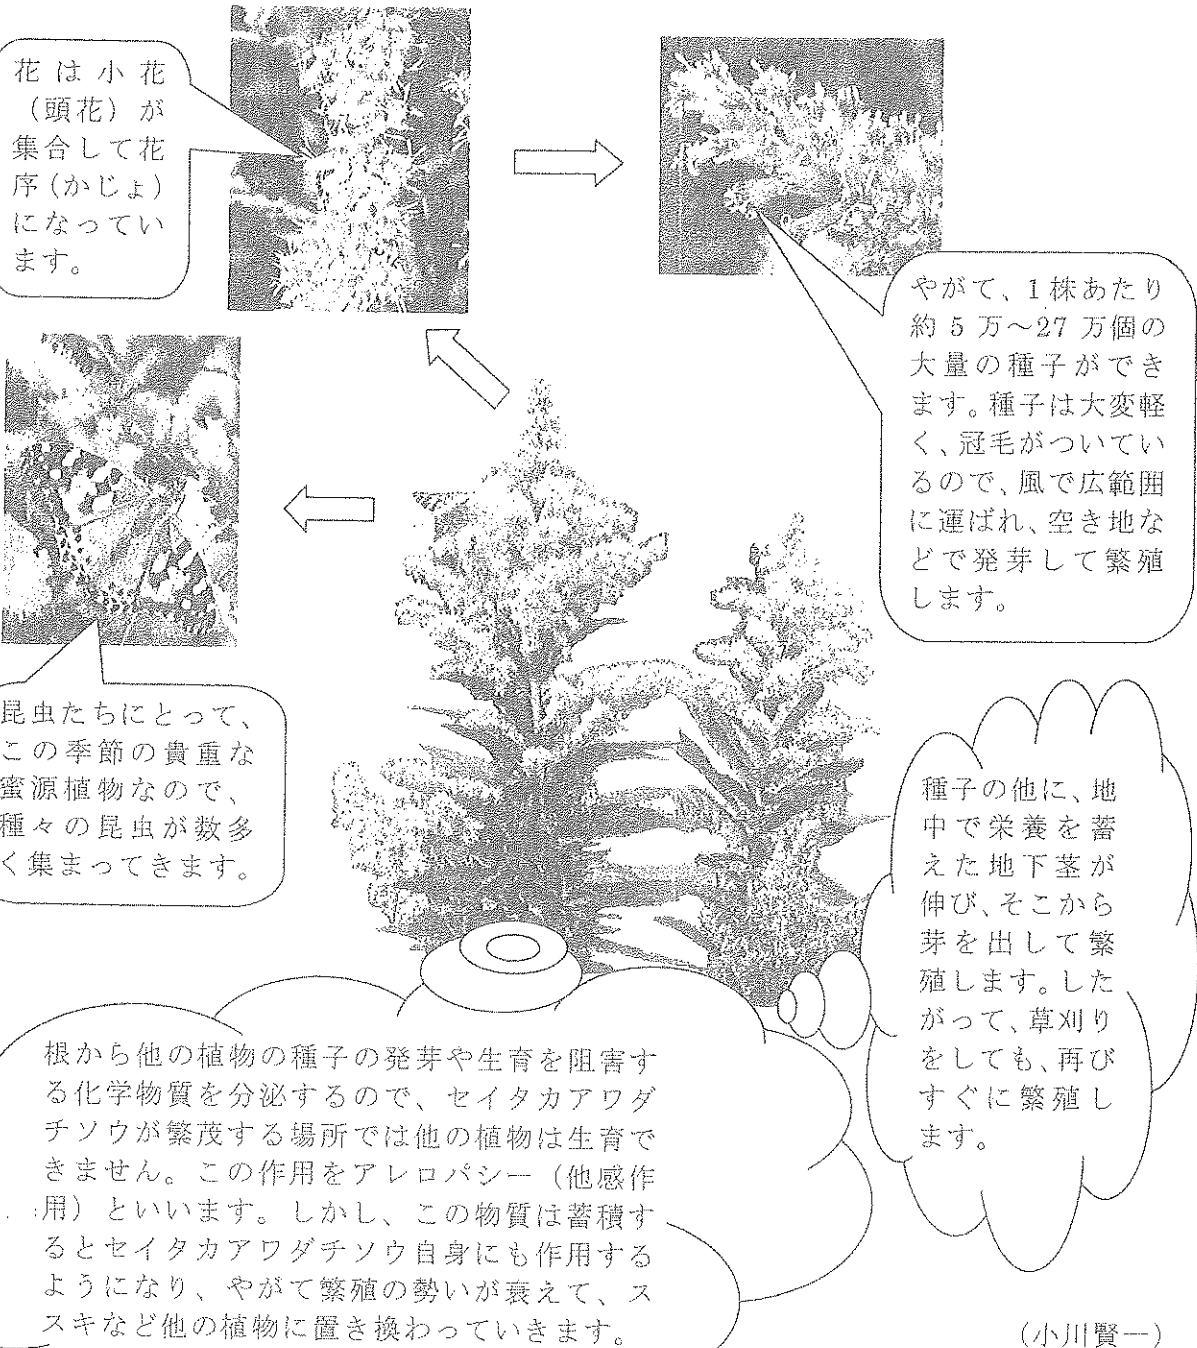 花は小花
(頭花)が
集合して花
序(かじょ)
になってい
ます。
やがて、1株あたり
約5万～27万個の
大量の種子ができ
ます。種子は大変軽
く、冠毛がついてい
るので、風で広範囲
に運ばれ、空き地な
どで発芽して繁殖
します。
昆虫たちにとって、
この季節の貴重な
蜜源植物なので、
種々の昆虫が数多
く集まってきます。
種子の他に、地
中で栄養を蓄
えた地下茎が
伸び、そこから
芽を出して繁
殖します。した
がって、草刈り
をしても、再び
すぐに繁殖し
ます。
根から他の植物の種子の発芽や生育を阻害す
る化学物質を分泌するので、セイタカアワダ
チソウが繁茂する場所では他の植物は生育で
きません。この作用をアレロパシー(他感作
用)といいます。しかし、この物質は蓄積す
るとセイタカアワダチソウ自身にも作用する
ようになり、やがて繁殖の勢いが衰えて、ス
スキなど他の植物に置き換わっていきます。
(小川賢一)